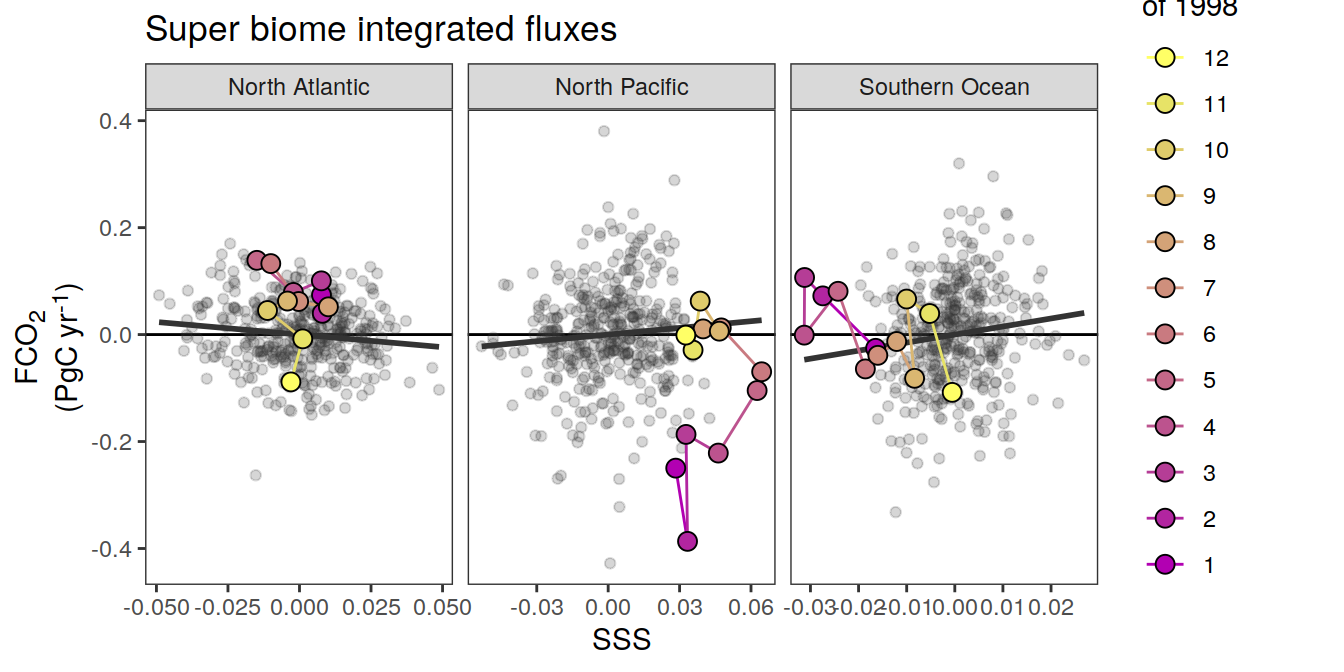 of 1998
Super biome integrated fluxes
North Atlantic North Pacific Southern Ocean
FCO2
(PgC yr-1)
0.4
0.2
0.0
-0.2
-0.4
-0.050 -0.025 0.000 0.025 0.050
-0.03 0.00 0.03 0.06
-0.03 -0.02 -0.01 0.00 0.01 0.02
SSS
12
11
10
9
8
7
6
5
4
3
2
1